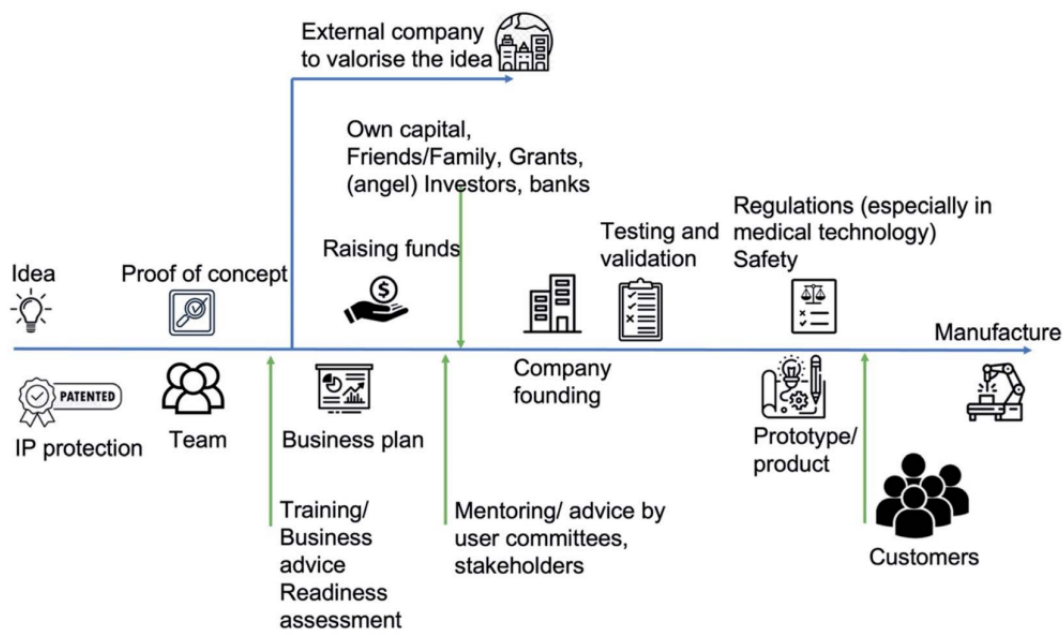 External company
to valorise the idea
Own capital,
Friends/Family, Grants,
(angel) Investors, banks
Regulations (especially in
medical technology)
Safety
Testing and
validation
Raising funds
Idea
Proof of concept
Manufacture
PATENTED
IP protection
Team
Business plan
Company
founding
Prototype/
product
Training/
Business
advice
Readiness
assessment
Mentoring/ advice by
user committees,
stakeholders
Customers